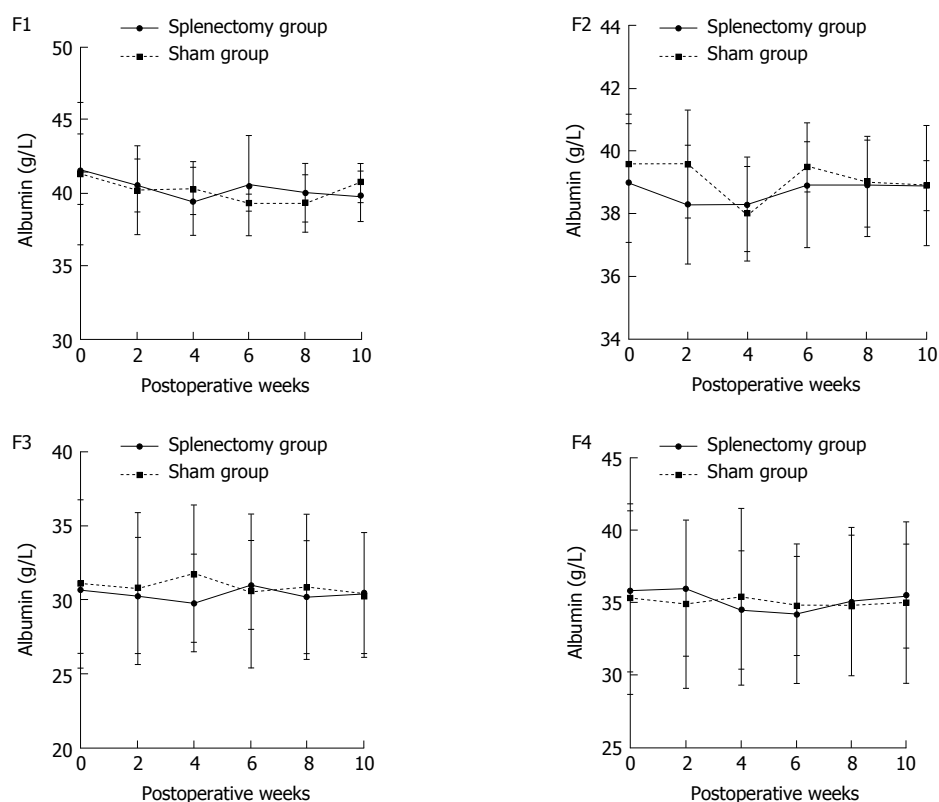 F1
Splenectomy group
Sham group
50
45
40
35
30
Albumin (g/L)
0 2 4 6 8 10
Postoperative weeks
F2
Splenectomy group
Sham group
44
42
40
38
36
34
Albumin (g/L)
0 2 4 6 8 10
Postoperative weeks
F3
Splenectomy group
Sham group
40
35
30
25
20
Albumin (g/L)
0 2 4 6 8 10
Postoperative weeks
F4
Splenectomy group
Sham group
45
40
35
30
25
Albumin (g/L)
0 2 4 6 8 10
Postoperative weeks